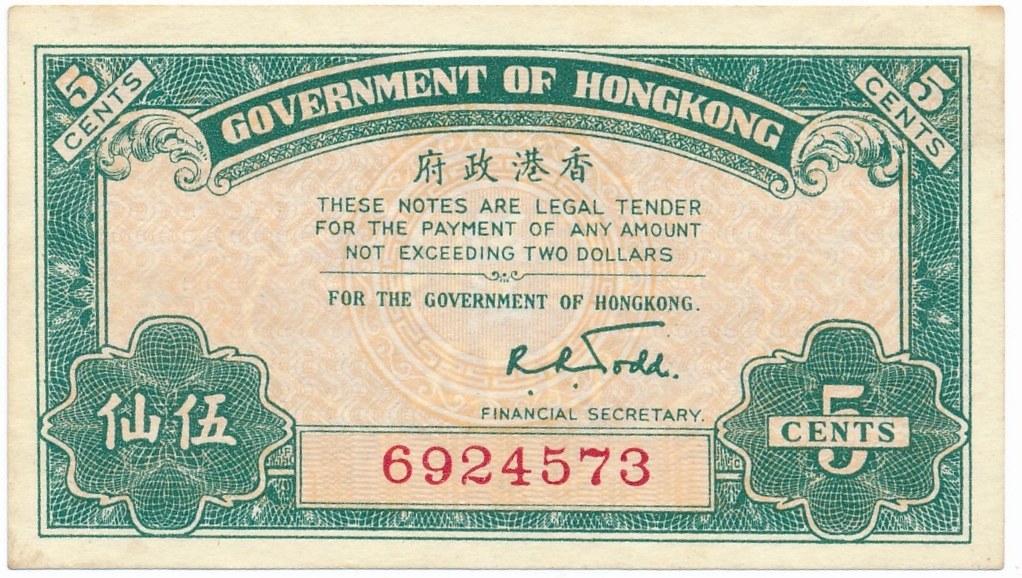 5 CENTS
5 CENTS
GOVERNMENT OF HONGKONG
府政港香
THESE NOTES ARE LEGAL TENDER
FOR THE PAYMENT OF ANY AMOUNT
NOT EXCEEDING TWO DOLLARS
FOR THE GOVERNMENT OF HONGKONG.
R.R. Todd.
FINANCIAL SECRETARY.
仙伍
5
CENTS
6924573